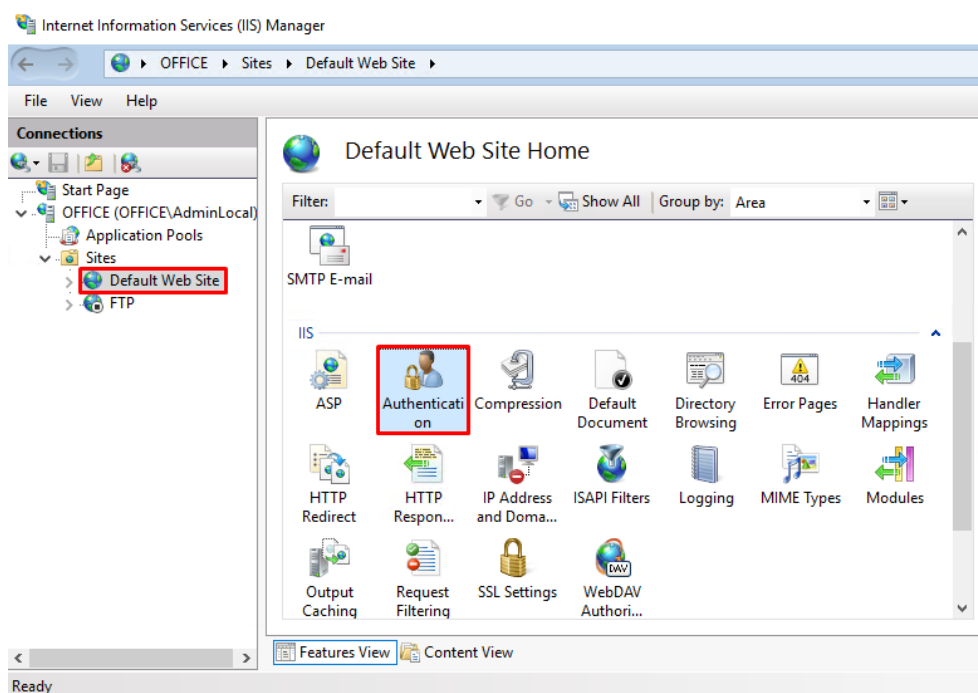 Internet Information Services (IIS) Manager
OFFICE Sites Default Web Site
File View Help
Connections
Start Page
OFFICE (OFFICE\AdminLocal)
Application Pools
Sites
Default Web Site
FTP
Default Web Site Home
Filter: Go Show All Group by: Area
SMTP E-mail
IIS
ASP
Authenticati
on
Compression
Default
Document
Directory
Browsing
404
Error Pages
Handler
Mappings
HTTP
Redirect
HTTP
Respon...
IP Address
and Doma...
ISAPI Filters
Logging
MIME Types
Modules
Output
Caching
Request
Filtering
SSL Settings
DAV
WebDAV
Authori...
Features View Content View
Ready